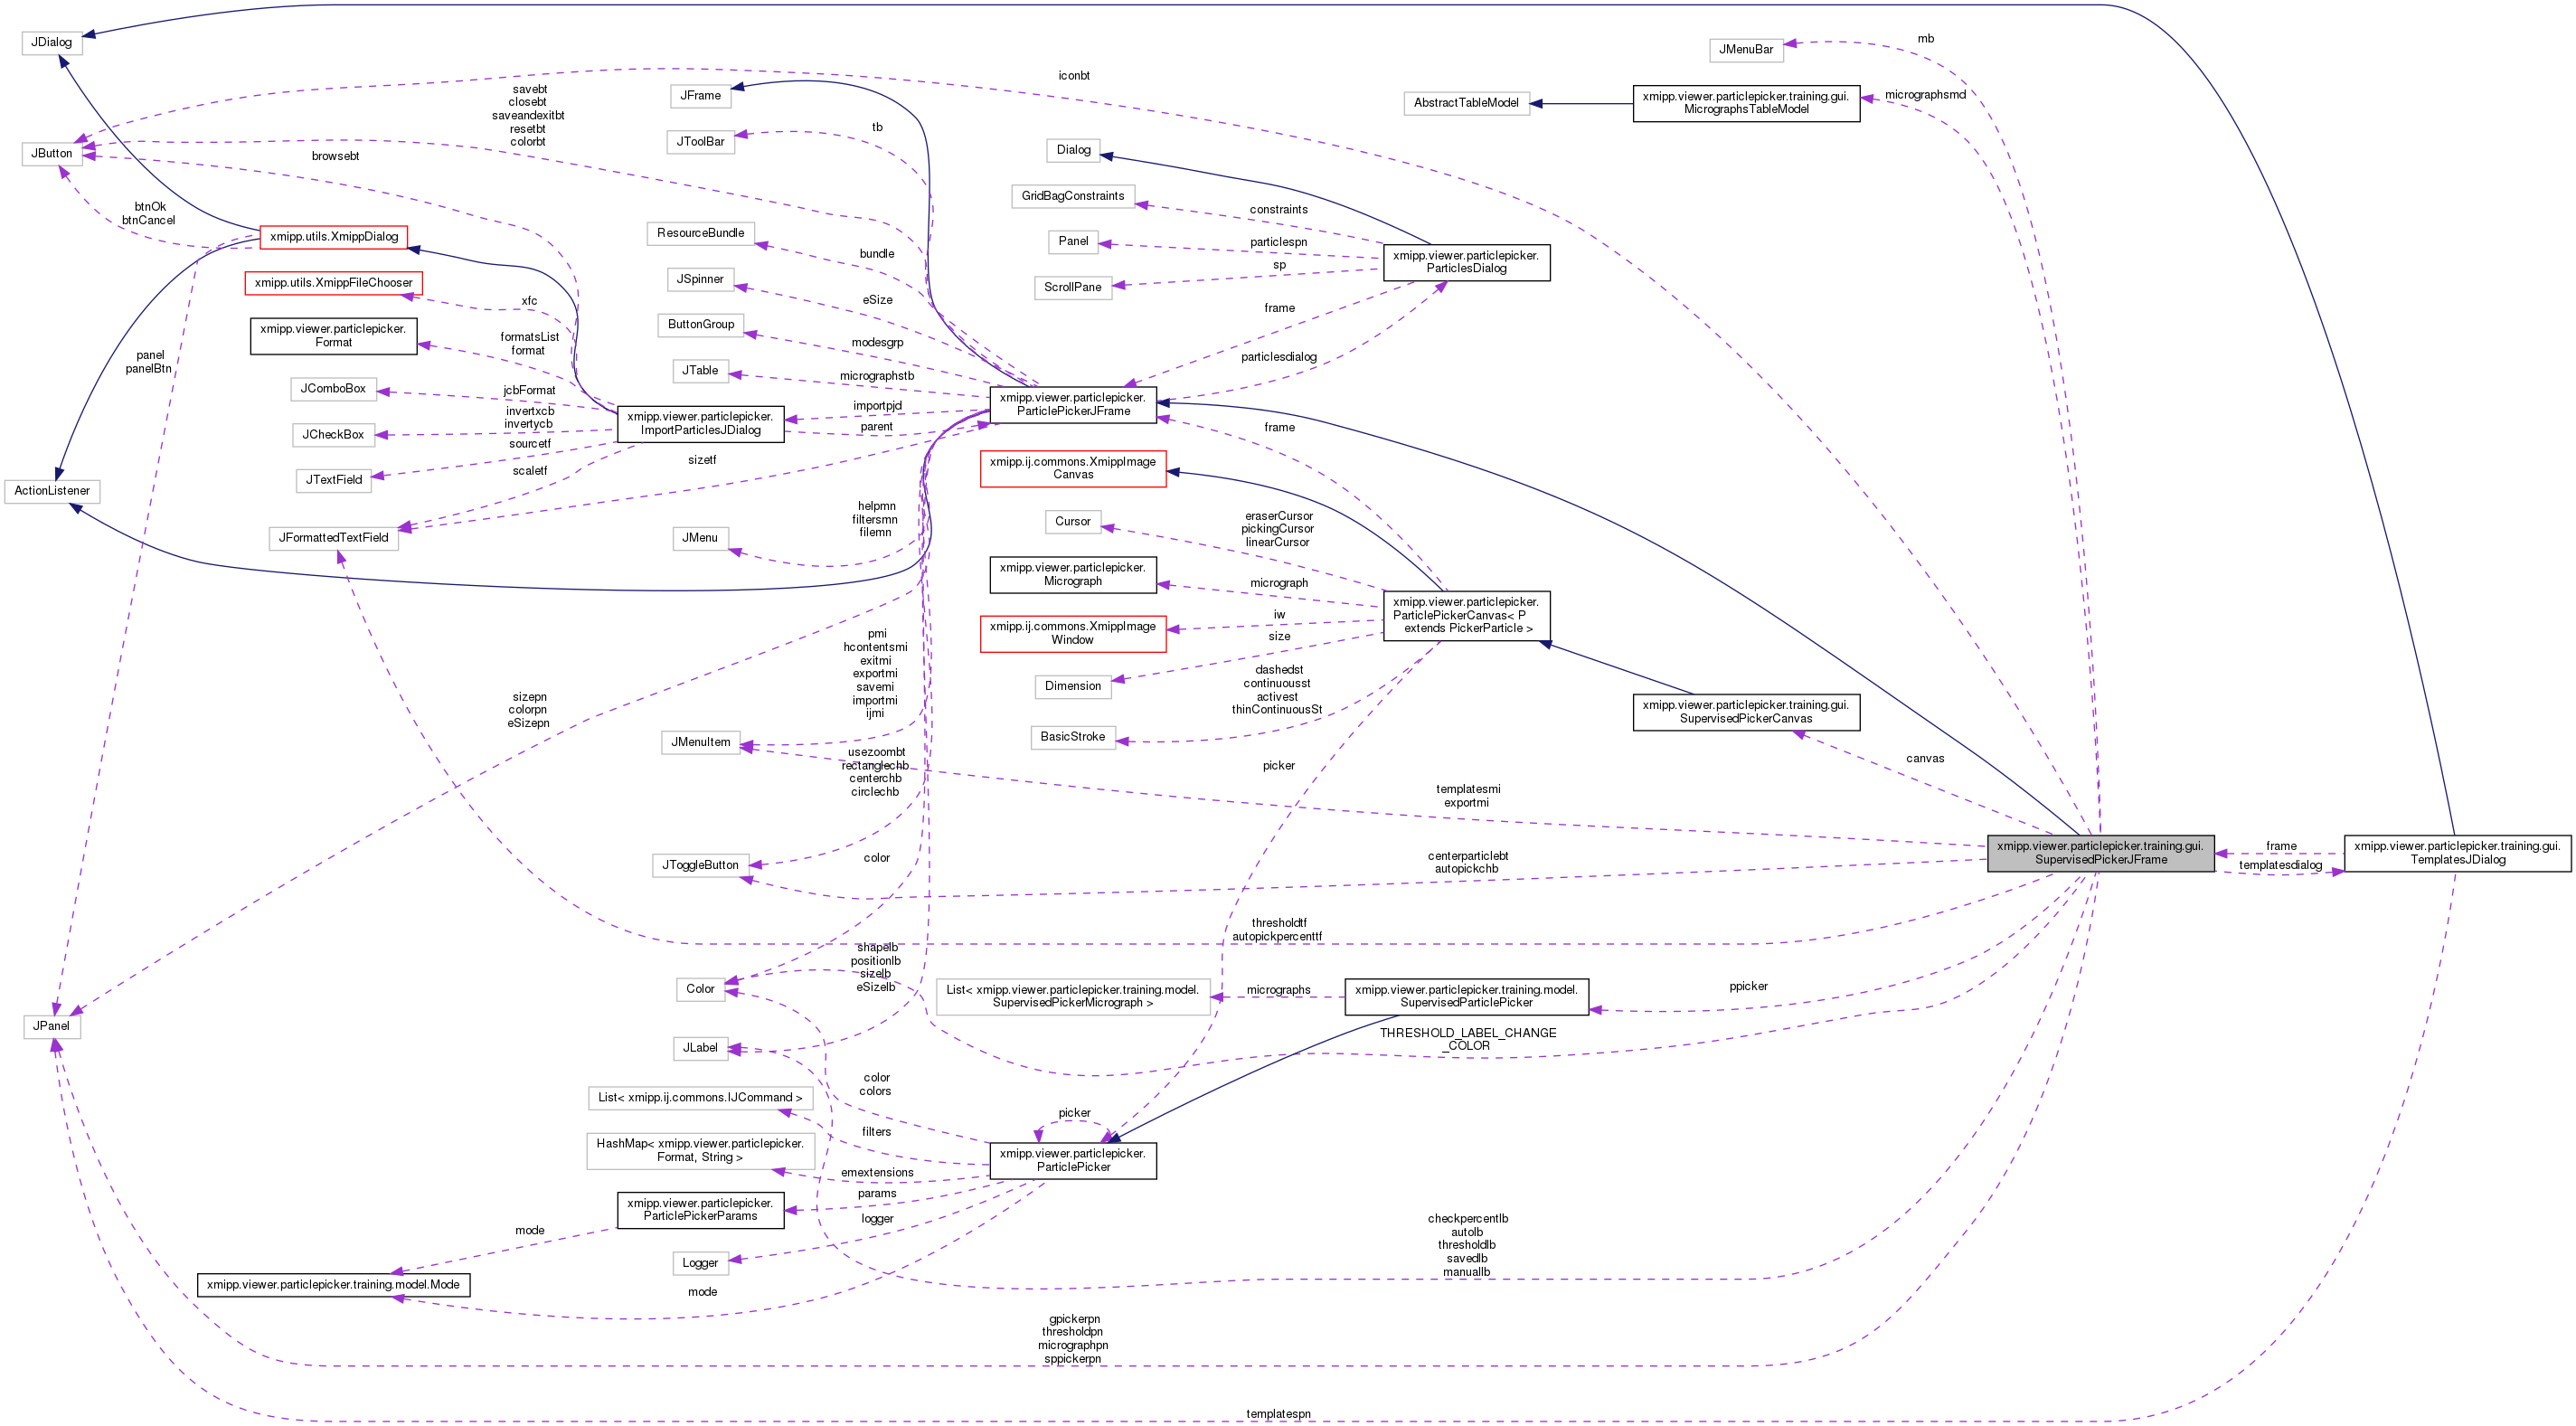 JDialog
JMenuBar
mb
iconbt
savebt
closebt
saveandexitbt
resetbt
colorbt
JFrame
AbstractTableModel
xmipp.viewer.particlepicker.training.gui.
MicrographsTableModel
micrographsmd
JToolBar
tb
JButton
browsebt
Dialog
GridBagConstraints
constraints
btnOk
btnCancel
xmipp.utils.XmippDialog
ResourceBundle
bundle
Panel
particlespn
xmipp.viewer.particlepicker.
ParticlesDialog
sp
ScrollPane
xmipp.utils.XmippFileChooser
xfc
JSpinner
eSize
frame
xmipp.viewer.particlepicker.
Format
formatsList
format
ButtonGroup
modesgrp
panel
panelBtn
particlesdialog
JTable
micrographstb
JComboBox
jcbFormat
xmipp.viewer.particlepicker.
ImportParticlesJDialog
importpjd
parent
xmipp.viewer.particlepicker.
ParticlePickerJFrame
JCheckBox
invertxcb
invertycb
frame
JTextField
sourcetf
scaletf
sizetf
xmipp.ij.commons.XmippImage
Canvas
ActionListener
JFormattedTextField
helpmn
filtersmn
filemn
JMenu
Cursor
eraserCursor
pickingCursor
linearCursor
xmipp.viewer.particlepicker.
Micrograph
micrograph
xmipp.viewer.particlepicker.
ParticlePickerCanvas< P
extends PickerParticle >
xmipp.ij.commons.XmippImage
Window
iw
size
Dimension
pmi
hcontentsmi
exitmi
exportmi
savemi
importmi
ijmi
dashedst
continuousst
activest
thinContinuousSt
BasicStroke
sizepn
colorpn
eSizepn
xmipp.viewer.particlepicker.training.gui.
SupervisedPickerCanvas
JMenuItem
canvas
usezoombt
rectanglechb
centerchb
circlechb
picker
templatesmi
exportmi
JToggleButton
color
centerparticlebt
autopickchb
xmipp.viewer.particlepicker.training.gui.
SupervisedPickerJFrame
frame
templatesdialog
xmipp.viewer.particlepicker.training.gui.
TemplatesJDialog
thresholdtf
autopickpercenttf
shapelb
positionlb
sizelb
eSizelb
Color
List< xmipp.viewer.particlepicker.training.model.
SupervisedPickerMicrograph >
micrographs
xmipp.viewer.particlepicker.training.model.
SupervisedParticlePicker
ppicker
JPanel
JLabel
THRESHOLD_LABEL_CHANGE
_COLOR
color
colors
List< xmipp.ij.commons.IJCommand >
filters
picker
HashMap< xmipp.viewer.particlepicker.
Format, String >
emextensions
xmipp.viewer.particlepicker.
ParticlePicker
xmipp.viewer.particlepicker.
ParticlePickerParams
params
logger
mode
Logger
xmipp.viewer.particlepicker.training.model.Mode
mode
checkpercentlb
autolb
thresholdlb
savedlb
manuallb
gpickerpn
thresholdpn
micrographpn
sppickerpn
templatespn